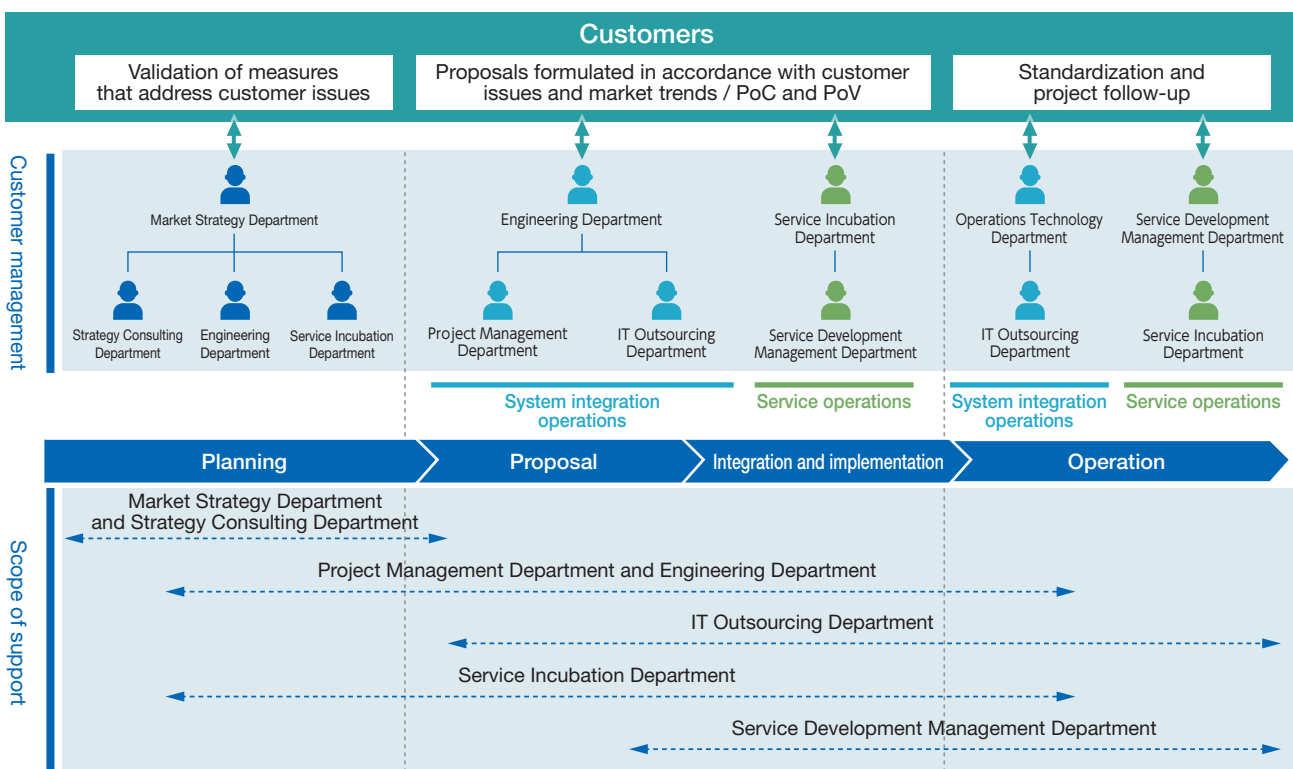 Customers
Validation of measures
that address customer issues
Proposals formulated in accordance with customer
issues and market trends / PoC and PoV
Standardization and
project follow-up
Customer management
Market Strategy Department
Strategy Consulting
Department
Engineering
Department
Service Incubation
Department
Engineering Department
Project Management
Department
IT Outsourcing
Department
Service Incubation
Department
Service Development
Management Department
Operations Technology
Department
IT Outsourcing
Department
Service Development
Management Department
Service Incubation
Department
System integration
operations
Service operations
System integration
operations
Service operations
Planning
Proposal
Integration and implementation
Operation
Scope of support
Market Strategy Department
and Strategy Consulting Department
Project Management Department and Engineering Department
IT Outsourcing Department
Service Incubation Department
Service Development Management Department